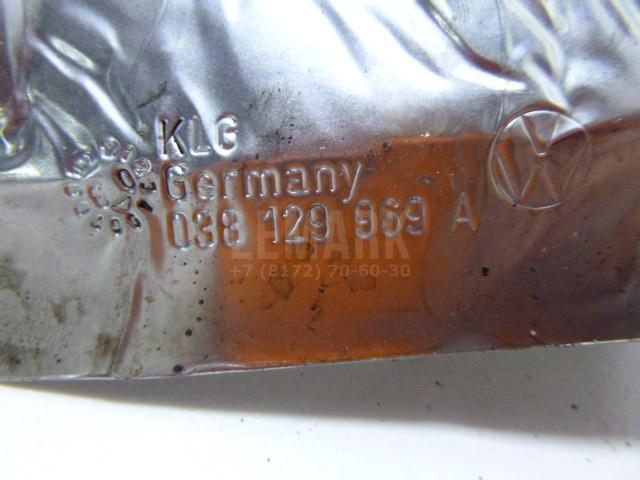 KLG
Germany
038 129 969 A
LEMARK
+7 (8172) 70-60-30